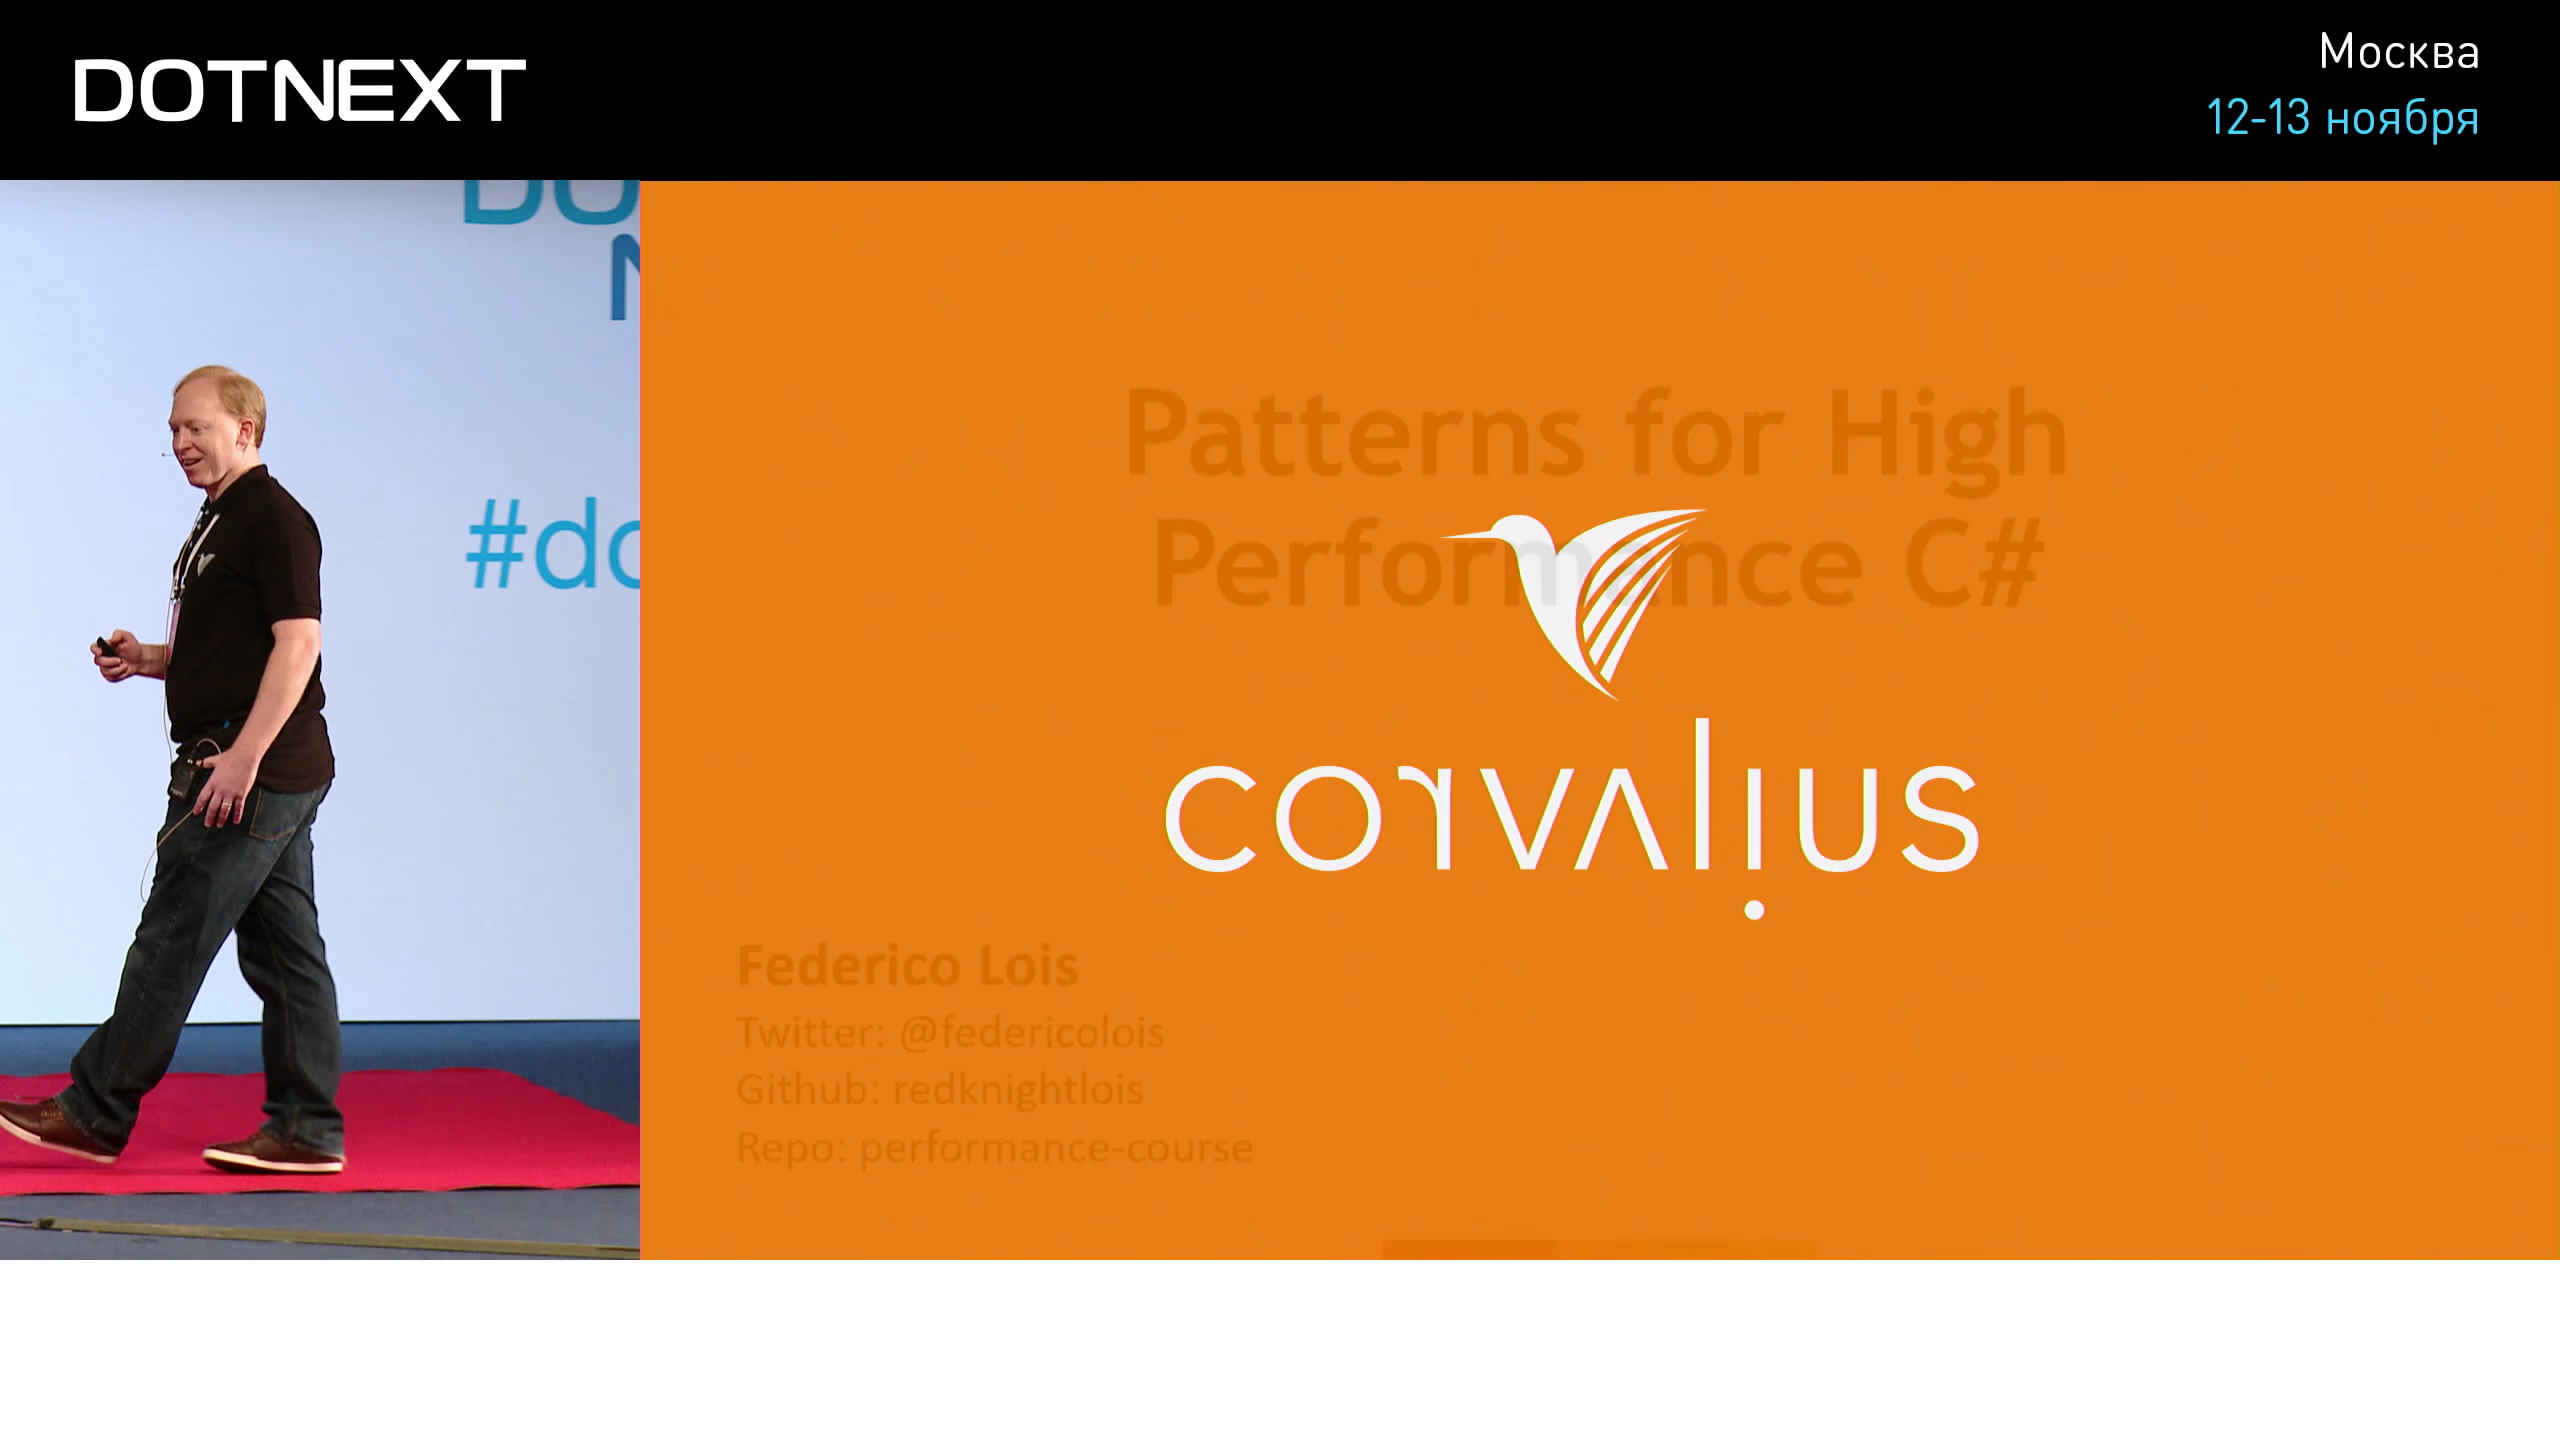 DOTNEXT
Москва
12-13 ноября
DO
N
#do
Patterns for High
Performance C#
corvalius
Federico Lois
Twitter: @federicolois
Github: redknightlois
Repo: performance-course